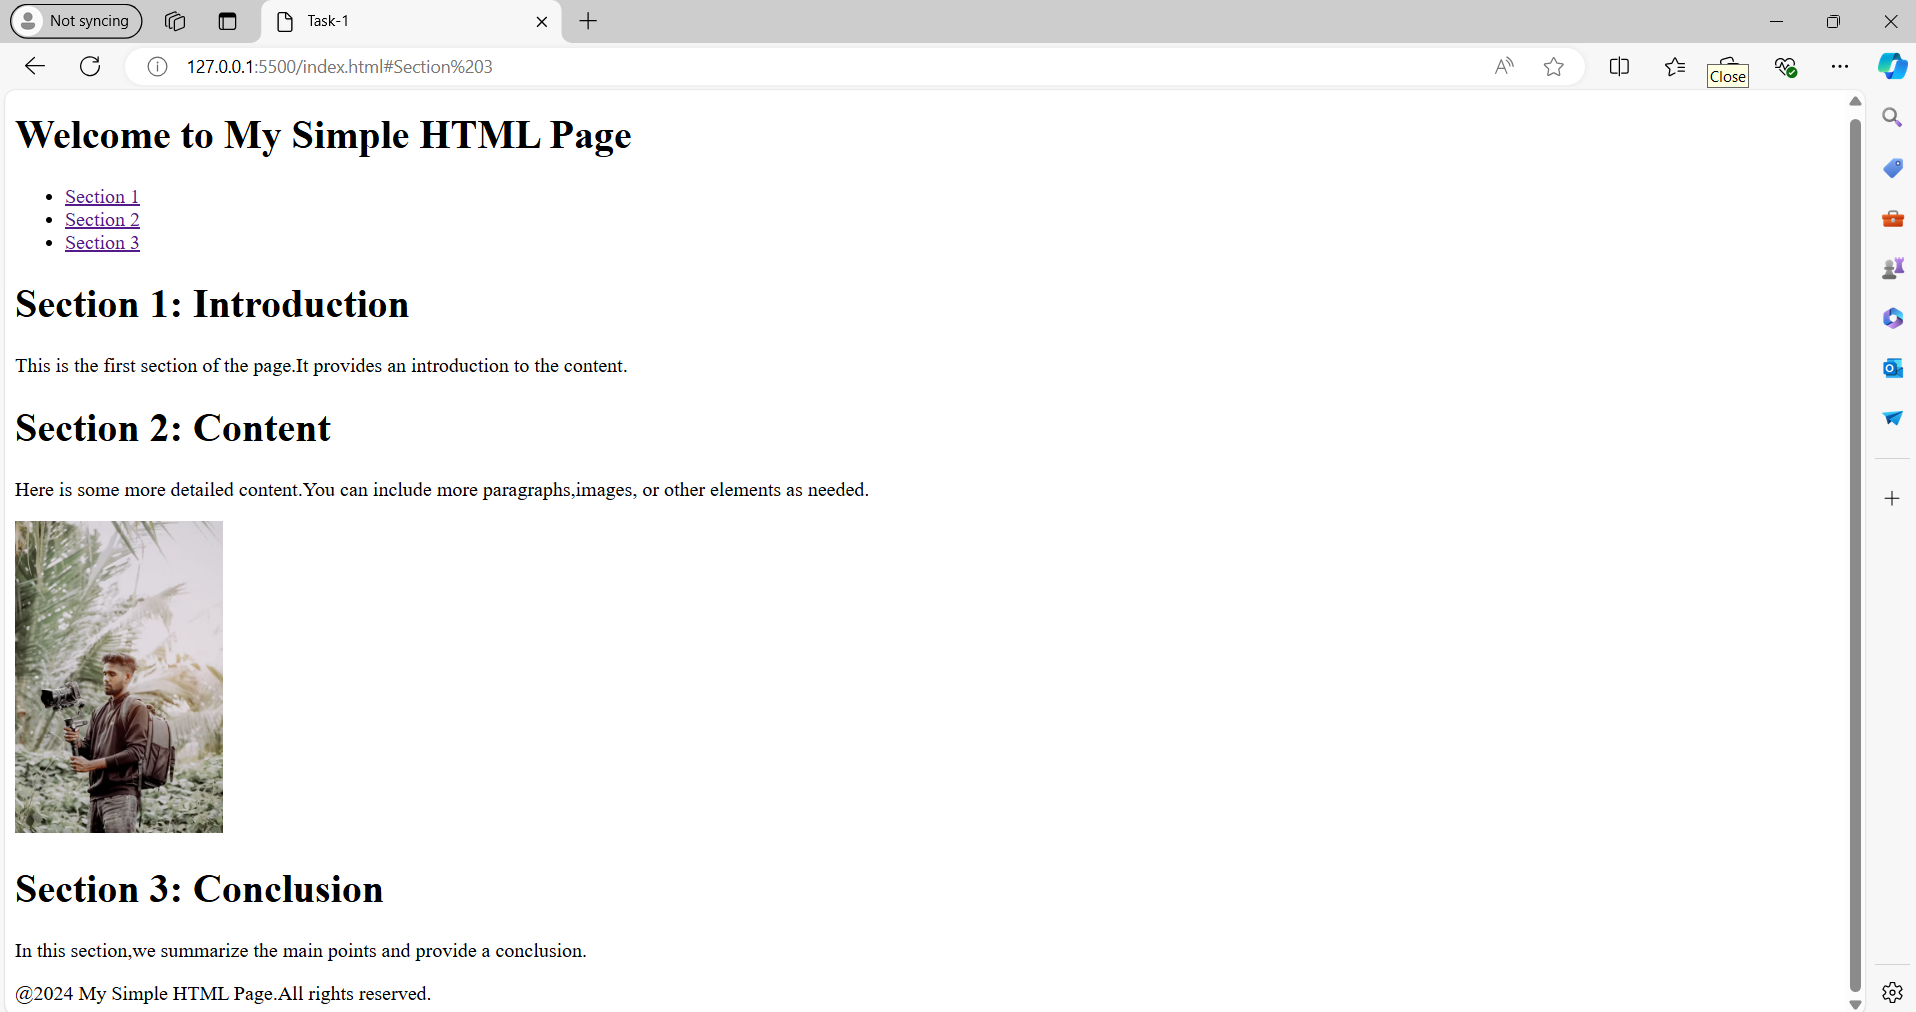 Not syncing
Task-1
127.0.0.1:5500/index.html#Section%203
Close
Welcome to My Simple HTML Page
Section 1
Section 2
Section 3
Section 1: Introduction
This is the first section of the page.It provides an introduction to the content.
Section 2: Content
Here is some more detailed content.You can include more paragraphs,images, or other elements as needed.
Section 3: Conclusion
In this section,we summarize the main points and provide a conclusion.
@2024 My Simple HTML Page.All rights reserved.